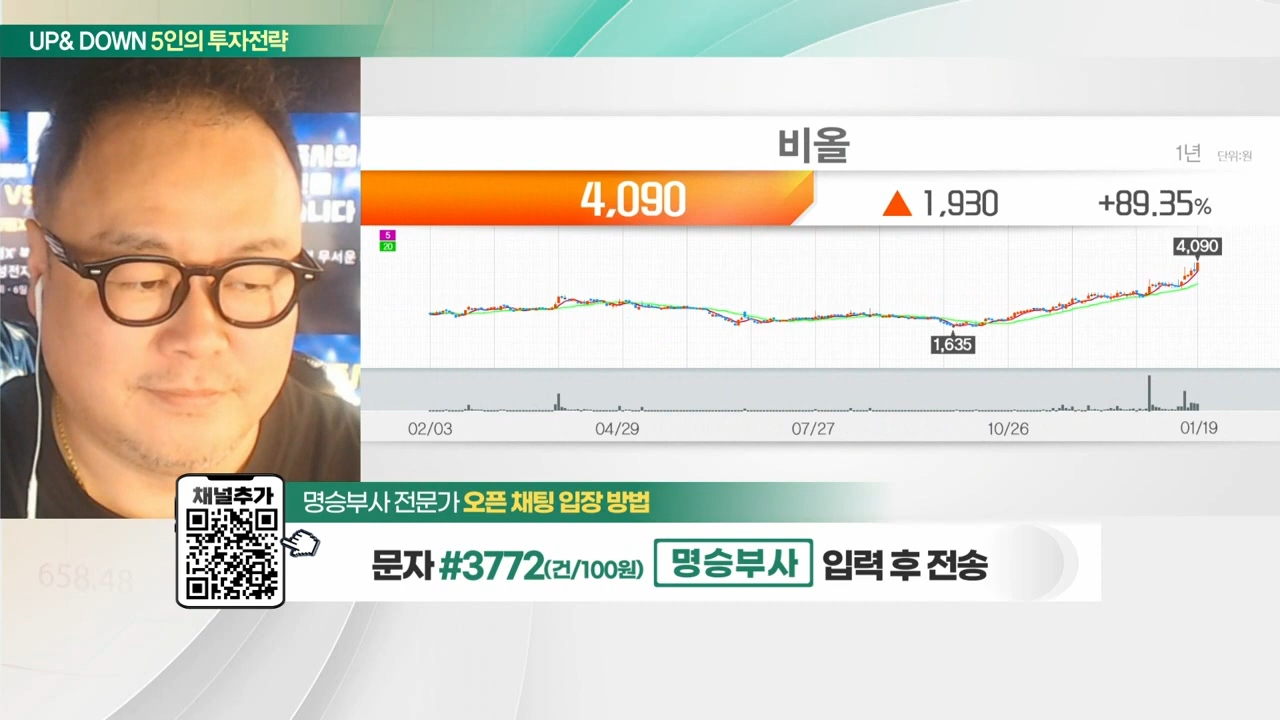 UP& DOWN 5인의 투자전략
비올
1년 단위:원
4,090 ▲ 1,930 +89.35%
5
20
4,090
1,635
02/03 04/29 07/27 10/26 01/19
VS
무서운
채널추가
명승부사 전문가 오픈 채팅 입장 방법
문자 #3772(건/100원) 명승부사 입력 후 전송
658.48